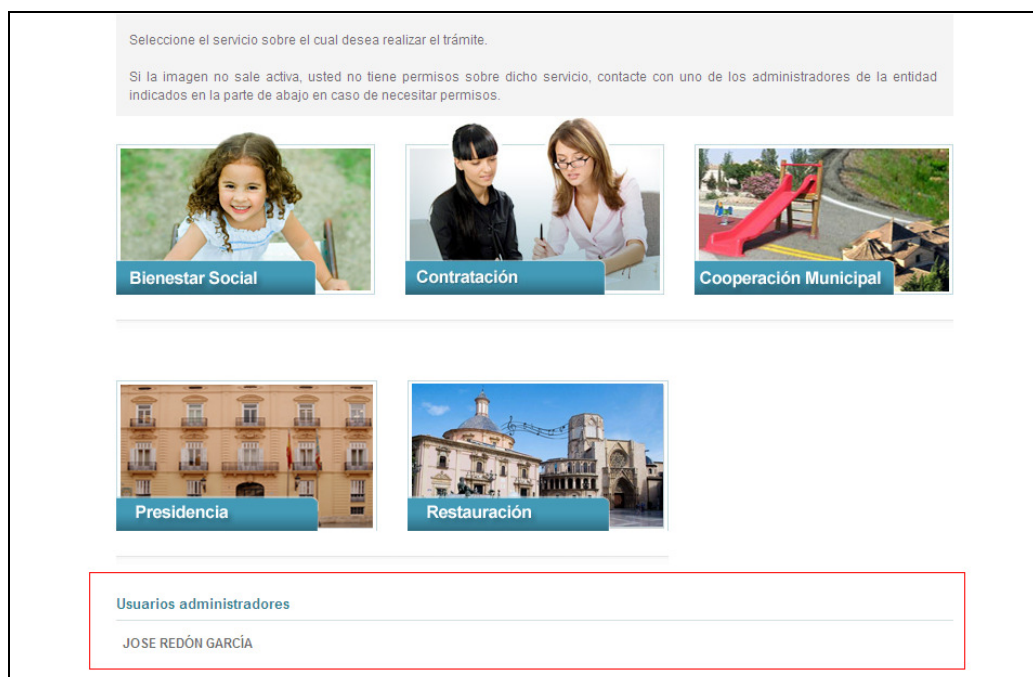 Seleccione el servicio sobre el cual desea realizar el trámite.
Si la imagen no sale activa, usted no tiene permisos sobre dicho servicio, contacte con uno de los administradores de la entidad
indicados en la parte de abajo en caso de necesitar permisos.
Bienestar Social
Contratación
Cooperación Municipal
Presidencia
Restauración
Usuarios administradores
JOSE REDÓN GARCÍA